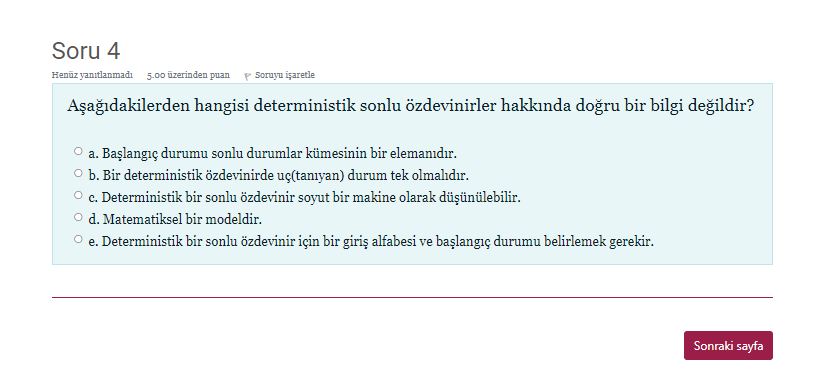 Soru 4
Henüz yanıtlanmadı 5.00 üzerinden puan Soruyu işaretle
Aşağıdakilerden hangisi deterministik sonlu özdevinirler hakkında doğru bir bilgi değildir?
a. Başlangıç durumu sonlu durumlar kümesinin bir elemanıdır.
b. Bir deterministik özdevinirde uç(tanıyan) durum tek olmalıdır.
c. Deterministik bir sonlu özdevinir soyut bir makine olarak düşünülebilir.
d. Matematiksel bir modeldir.
e. Deterministik bir sonlu özdevinir için bir giriş alfabesi ve başlangıç durumu belirlemek gerekir.
Sonraki sayfa